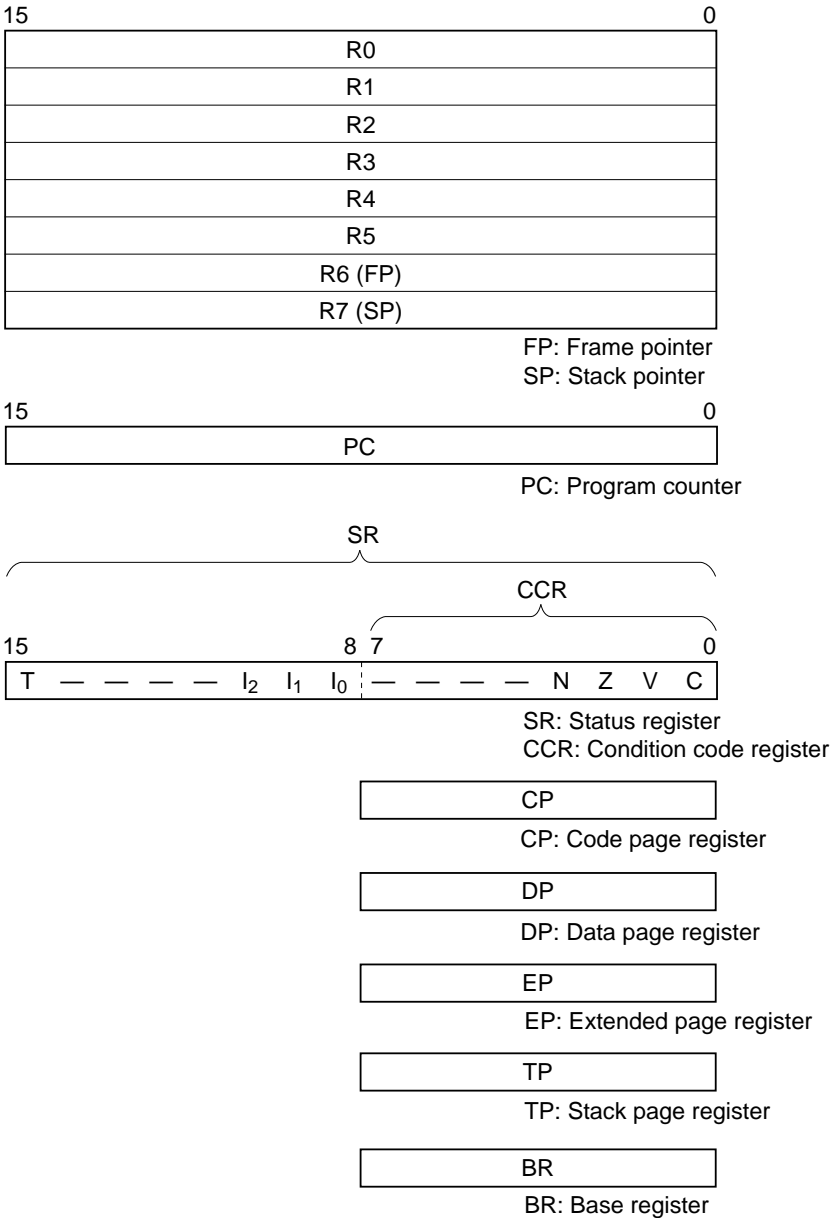 15 0
R0
R1
R2
R3
R4
R5
R6 (FP)
R7 (SP)
FP: Frame pointer
SP: Stack pointer
15 0
PC
PC: Program counter
SR
CCR
15 8 7 0
T — — — — I2 I1 I0 — — — — N Z V C
SR: Status register
CCR: Condition code register
CP
CP: Code page register
DP
DP: Data page register
EP
EP: Extended page register
TP
TP: Stack page register
BR
BR: Base register